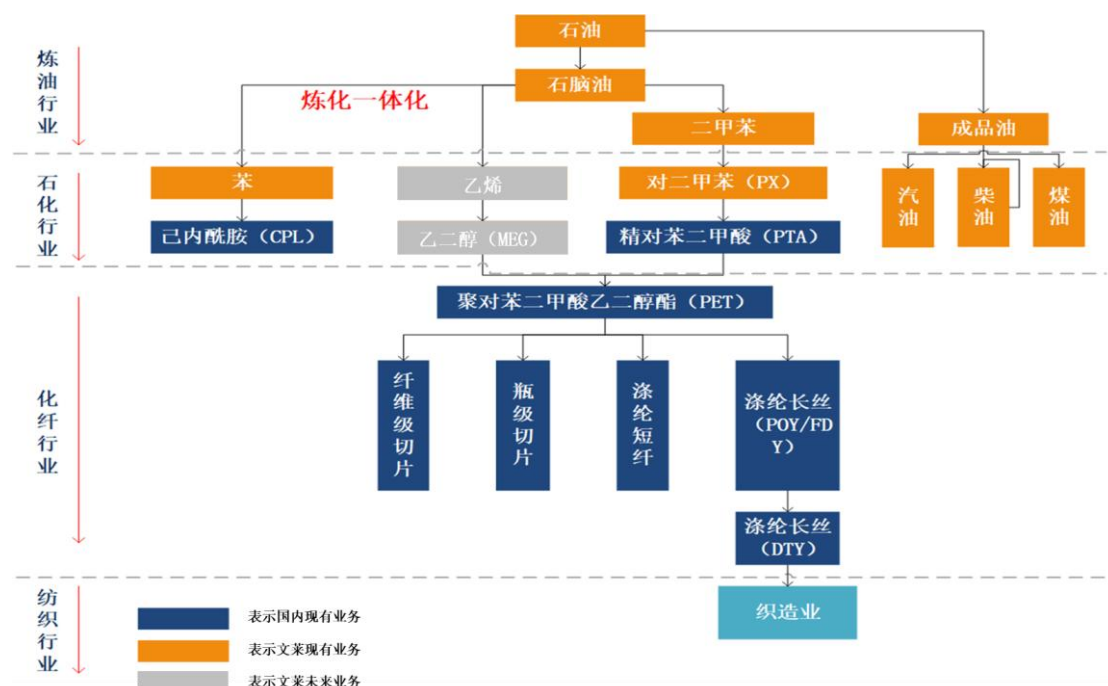 石油
炼油行业
石脑油
炼化一体化
二甲苯
成品油
石化行业
苯
乙烯
对二甲苯（PX）
汽油
柴油
煤油
己内酰胺（CPL）
乙二醇（MEG）
精对苯二甲酸（PTA）
聚对苯二甲酸乙二醇酯（PET）
化纤行业
纤维级切片
瓶级切片
涤纶短纤
涤纶长丝
（POY/FD
Y）
涤纶长丝
（DTY）
纺织行业
织造业
表示国内现有业务
表示文莱现有业务
表示文莱未来业务